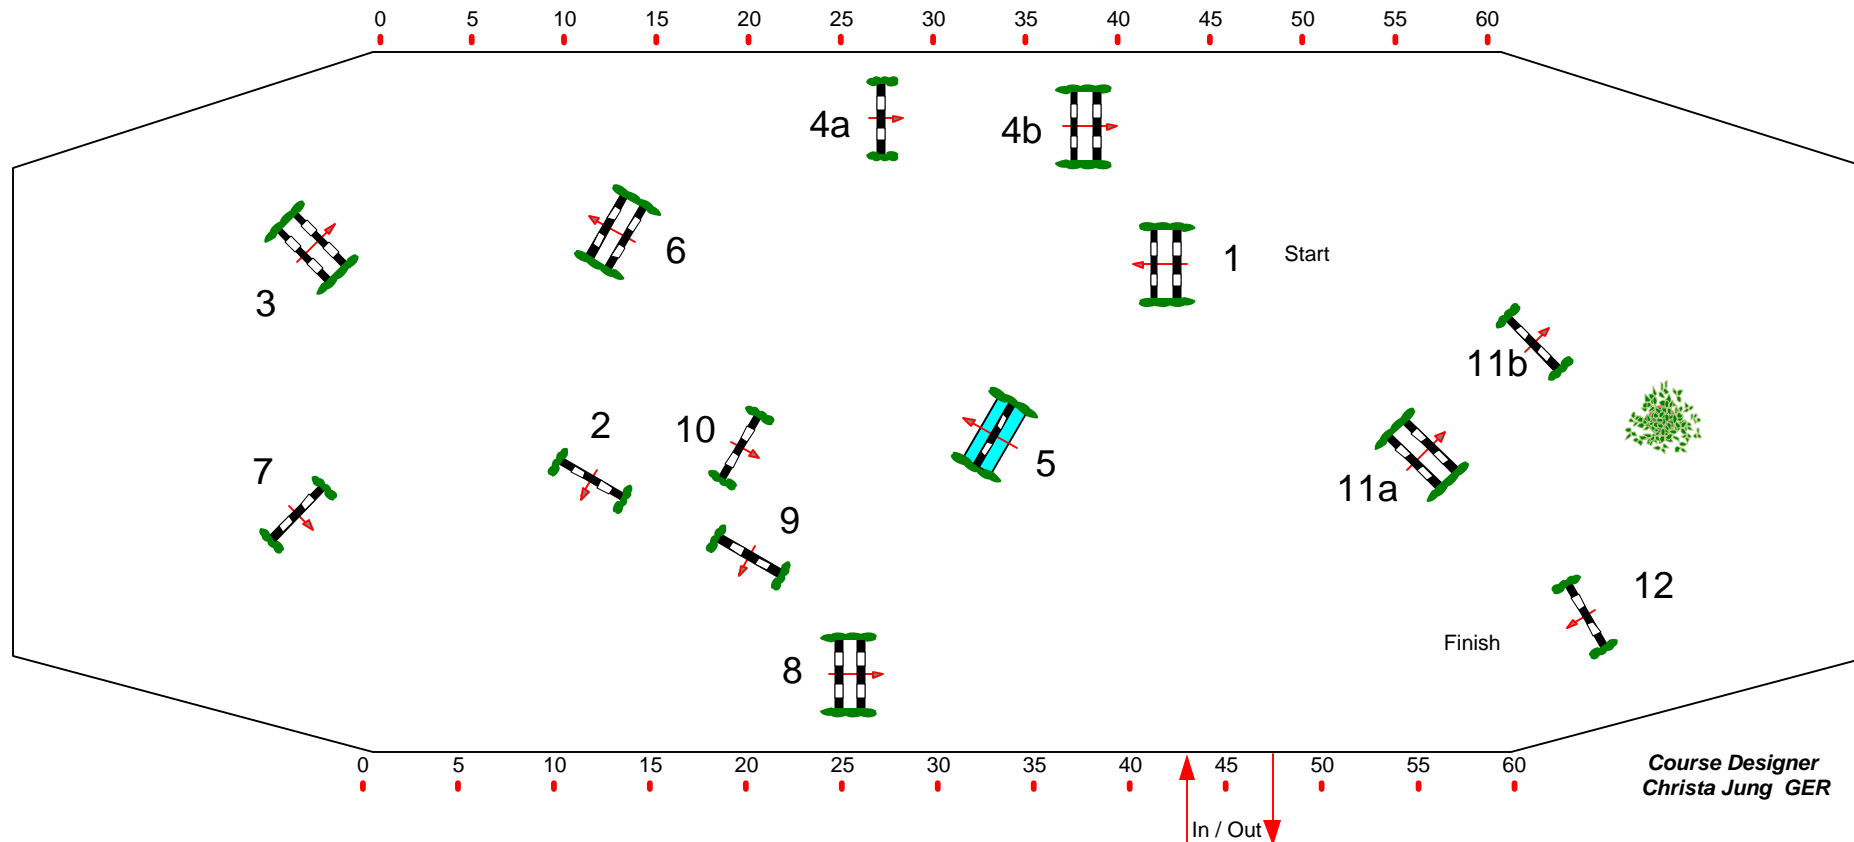 0 5 10 15 20 25 30 35 40 45 50 55 60
4a 4b
6 1 Start
3
11b
2 10
7 5 11a
9
12
8 Finish
0 5 10 15 20 25 30 35 40 45 50 55 60
Course Designer
Christa Jung GER
In / Out